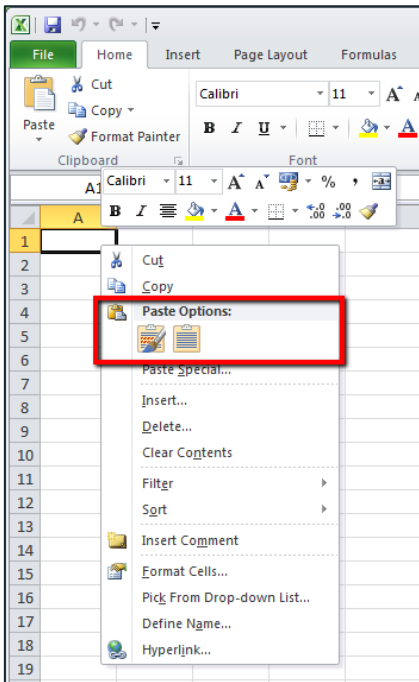 File Home Insert Page Layout Formulas
Cut
Copy
Paste
Format Painter
Calibri 11 A A
B I U A
Clipboard Font
A1 Calibri 11 A A % ,
B I A .00 .00
A
1
2 Cut
3 Copy
4 Paste Options:
5
6
7 Paste Special...
8 Insert...
9 Delete...
10 Clear Contents
11 Filter
12 Sort
13
14 Insert Comment
15 Format Cells...
16 Pick From Drop-down List...
17 Define Name...
18 Hyperlink...
19